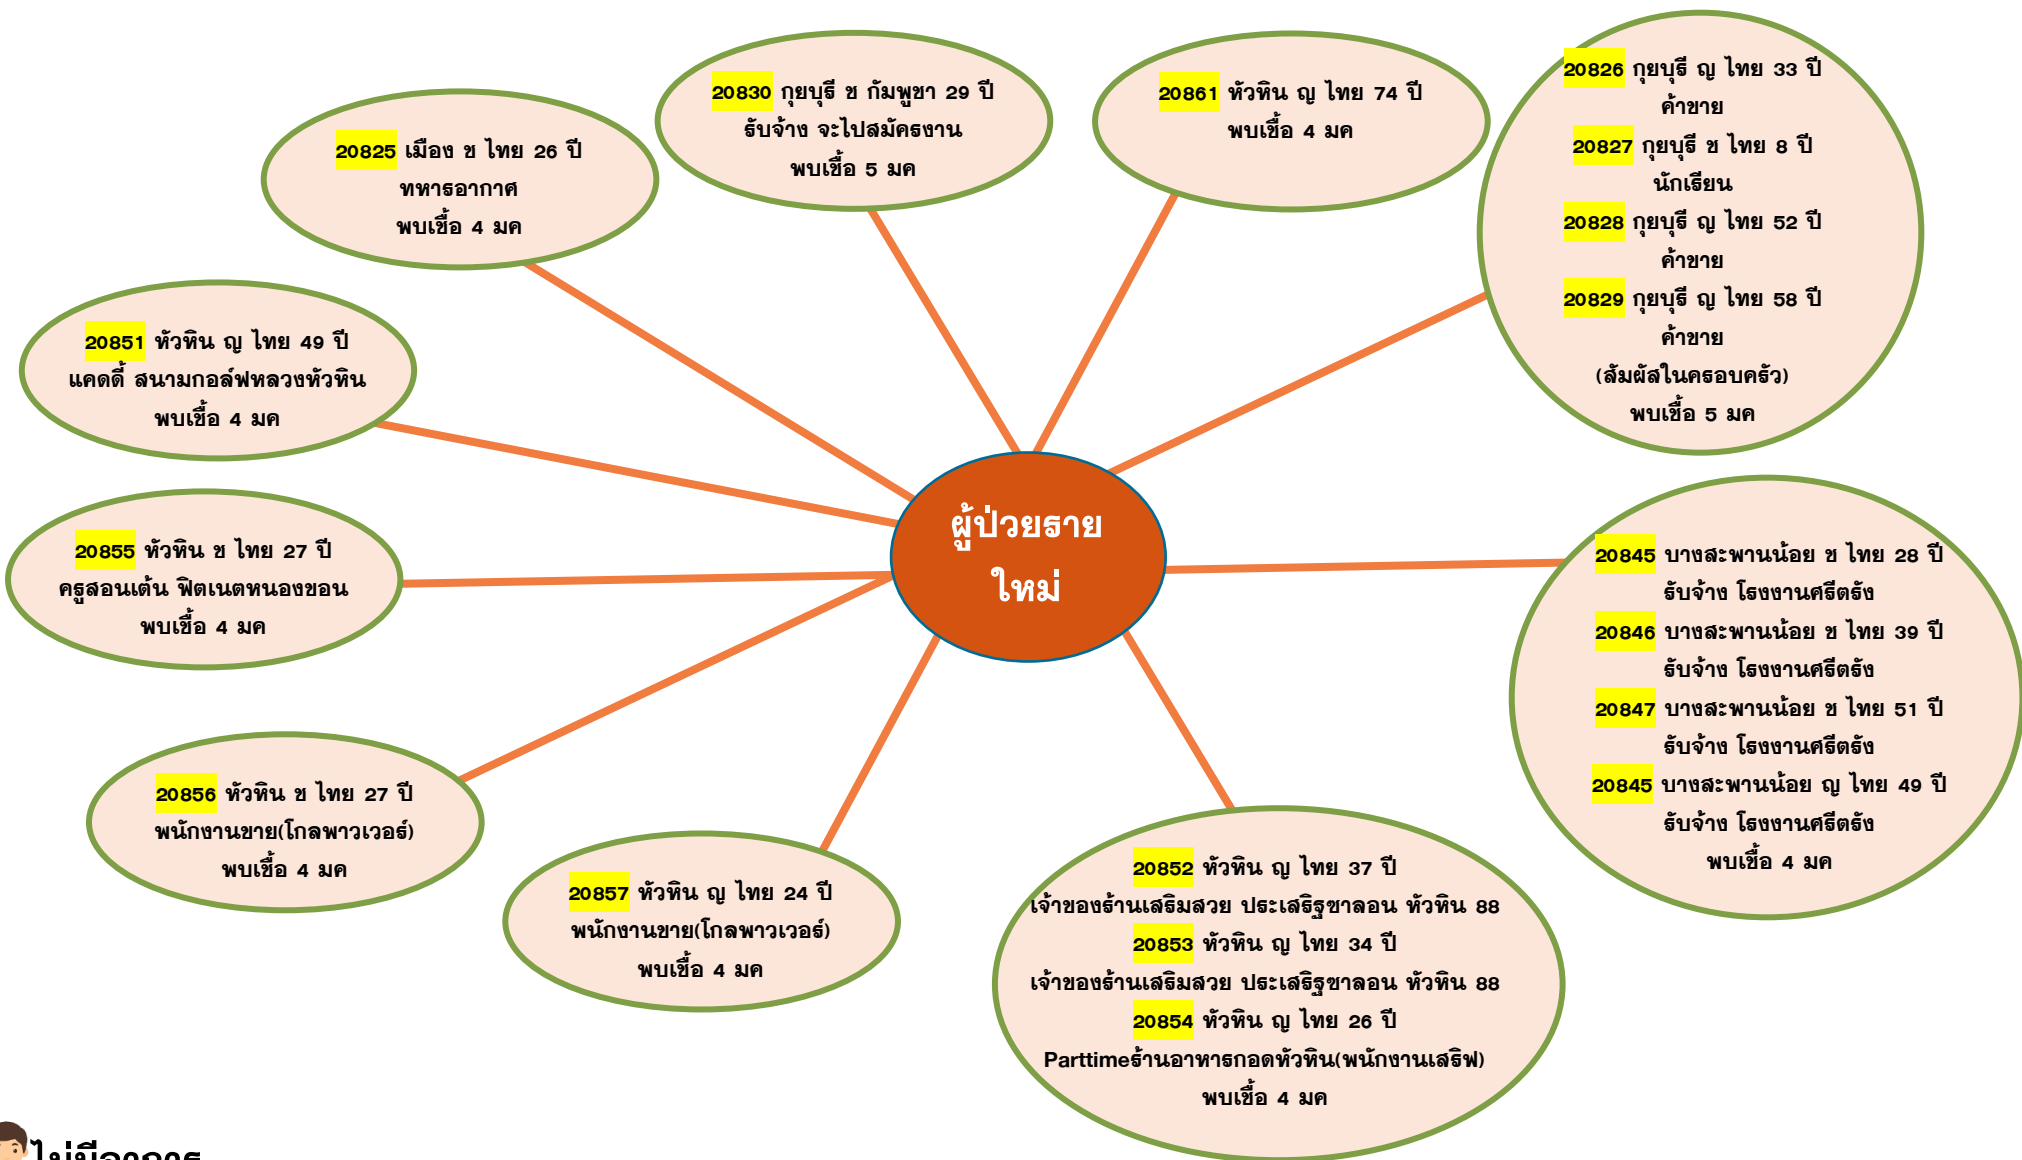 20830 กุยบุรี ช กัมพูชา 29 ปี
รับจ้าง จะไปสมัครงาน
พบเชื้อ 5 มค
20861 หัวหิน ญ ไทย 74 ปี
พบเชื้อ 4 มค
20826 กุยบุรี ญ ไทย 33 ปี
ค้าขาย
20827 กุยบุรี ช ไทย 8 ปี
นักเรียน
20828 กุยบุรี ญ ไทย 52 ปี
ค้าขาย
20829 กุยบุรี ญ ไทย 58 ปี
ค้าขาย
(สัมผัสในครอบครัว)
พบเชื้อ 5 มค
20825 เมือง ช ไทย 26 ปี
ทหารอากาศ
พบเชื้อ 4 มค
20851 หัวหิน ญ ไทย 49 ปี
แคดดี้ สนามกอล์ฟหลวงหัวหิน
พบเชื้อ 4 มค
ผู้ป่วยราย
ใหม่
20855 หัวหิน ช ไทย 27 ปี
ครูสอนเต้น ฟิตเนตหนองขอน
พบเชื้อ 4 มค
20845 บางสะพานน้อย ช ไทย 28 ปี
รับจ้าง โรงงานศรีตรัง
20846 บางสะพานน้อย ช ไทย 39 ปี
รับจ้าง โรงงานศรีตรัง
20847 บางสะพานน้อย ช ไทย 51 ปี
รับจ้าง โรงงานศรีตรัง
20845 บางสะพานน้อย ญ ไทย 49 ปี
รับจ้าง โรงงานศรีตรัง
พบเชื้อ 4 มค
20856 หัวหิน ช ไทย 27 ปี
พนักงานขาย(โกลพาวเวอร์)
พบเชื้อ 4 มค
20857 หัวหิน ญ ไทย 24 ปี
พนักงานขาย(โกลพาวเวอร์)
พบเชื้อ 4 มค
20852 หัวหิน ญ ไทย 37 ปี
เจ้าของร้านเสริมสวย ประเสริฐซาลอน หัวหิน 88
20853 หัวหิน ญ ไทย 34 ปี
เจ้าของร้านเสริมสวย ประเสริฐซาลอน หัวหิน 88
20854 หัวหิน ญ ไทย 26 ปี
Parttimeร้านอาหารกอดหัวหิน(พนักงานเสริฟ)
พบเชื้อ 4 มค
ไม่มีอาการ